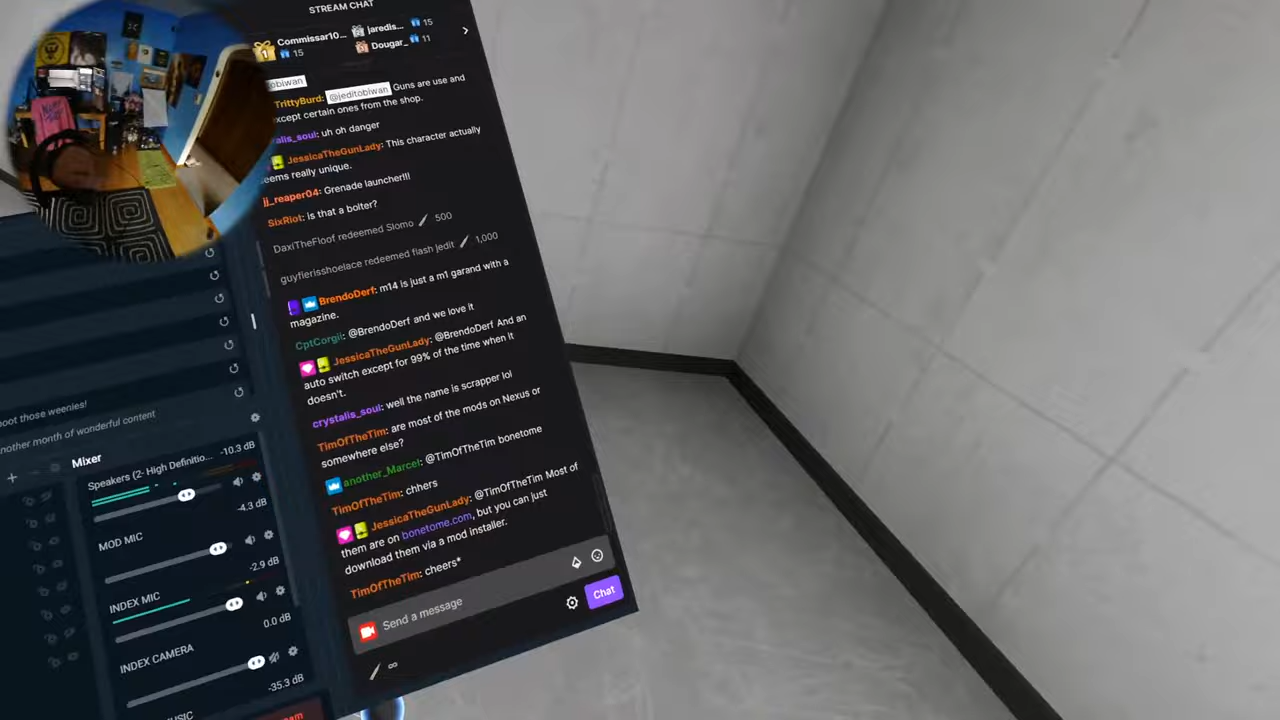 STREAM CHAT
Commissar10... 15
jaredis... 15
Dougar_ 11
obiwan
TrittyBurd: @jeditobiwan Guns are use and
except certain ones from the shop.
alis_soul: uh oh danger
JessicaTheGunLady: This character actually
eems really unique.
jj_reaper04: Grenade launcher!!!
SixRiot: is that a bolter?
DaxiTheFloof redeemed Slomo 500
guyfierisshoelace redeemed flash jedit 1,000
BrendoDerf: m14 is just a m1 garand with a
magazine.
CptCorgii: @BrendoDerf and we love it
JessicaTheGunLady: @BrendoDerf And an
auto switch except for 99% of the time when it
doesn't.
crystalis_soul: well the name is scrapper lol
TimOfTheTim: are most of the mods on Nexus or
somewhere else?
another_Marcel: @TimOfTheTim bonetome
TimOfTheTim: chhers
JessicaTheGunLady: @TimOfTheTim Most of
them are on bonetome.com, but you can just
download them via a mod installer.
TimOfTheTim: cheers*
Send a message
Chat
∞
oot those weenies!
nother month of wonderful content
Mixer
Speakers (2- High Definitio... -10.3 dB
MOD MIC -4.3 dB
INDEX MIC -2.9 dB
INDEX CAMERA 0.0 dB
USIC -35.3 dB
eam